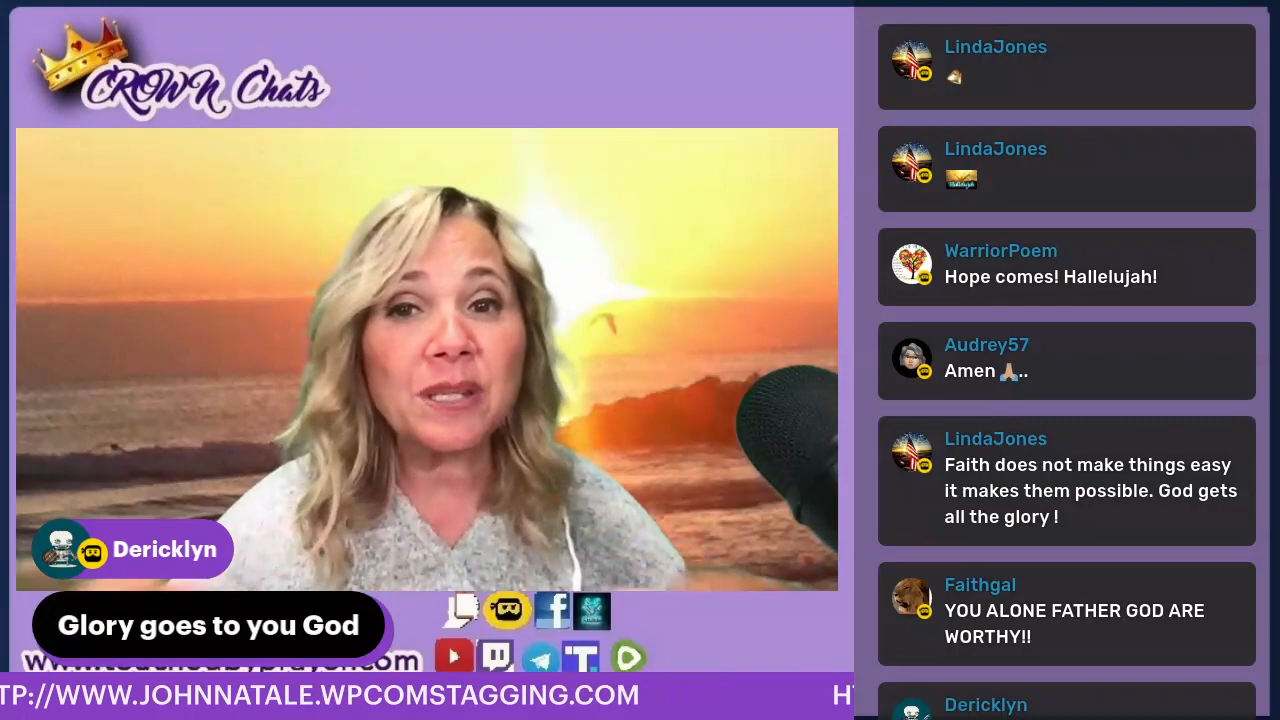 CROWN Chats
Dericklyn
Glory goes to you God
TP://WWW.JOHNNATALE.WPCOMSTAGGING.COM
LindaJones
LindaJones
Hallelujah
WarriorPoem
Hope comes! Hallelujah!
Audrey57
Amen 🙏🏽..
LindaJones
Faith does not make things easy
it makes them possible. God gets
all the glory !
Faithgal
YOU ALONE FATHER GOD ARE
WORTHY!!
Dericklyn